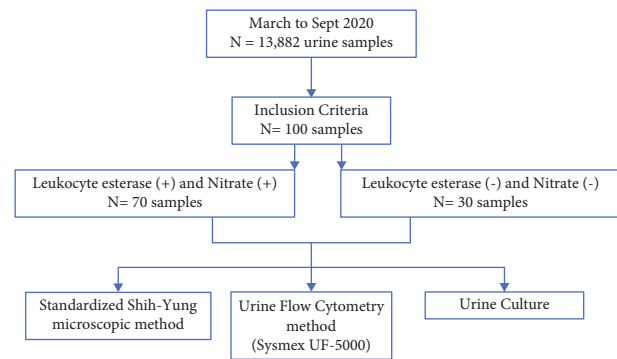 March to Sept 2020
N = 13,882 urine samples
Inclusion Criteria
N= 100 samples
Leukocyte esterase (+) and Nitrate (+)
N= 70 samples
Leukocyte esterase (-) and Nitrate (-)
N= 30 samples
Standardized Shih-Yung
microscopic method
Urine Flow Cytometry
method
(Sysmex UF-5000)
Urine Culture